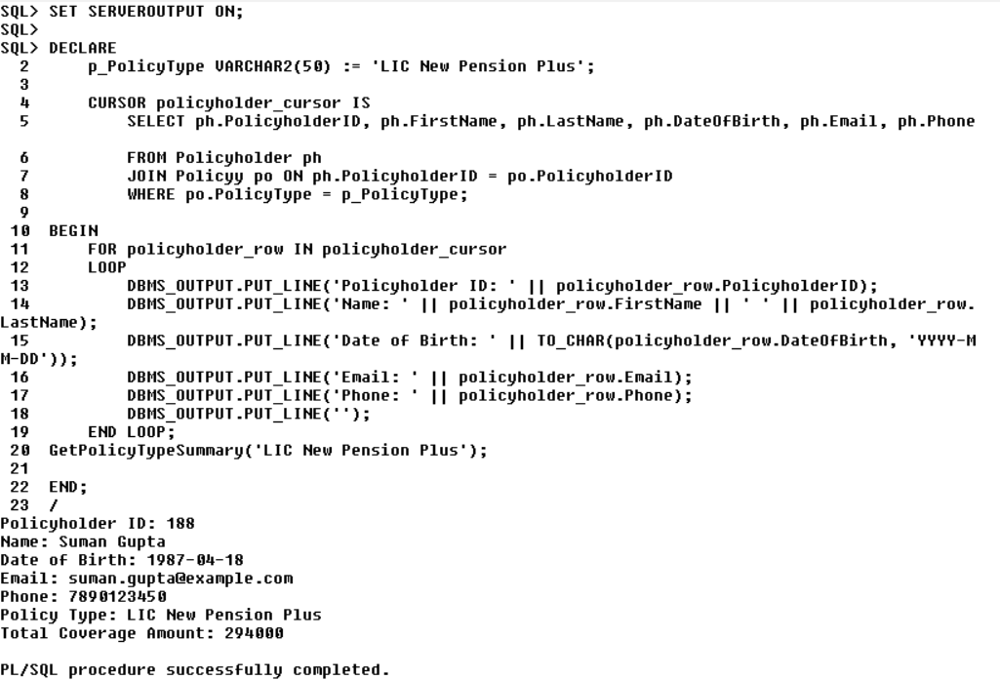 SQL> SET SERVEROUTPUT ON;
SQL>
SQL> DECLARE
  2      p_PolicyType VARCHAR2(50) := 'LIC New Pension Plus';
  3
  4      CURSOR policyholder_cursor IS
  5          SELECT ph.PolicyholderID, ph.FirstName, ph.LastName, ph.DateOfBirth, ph.Email, ph.Phone
  6          FROM Policyholder ph
  7          JOIN Policyy po ON ph.PolicyholderID = po.PolicyholderID
  8          WHERE po.PolicyType = p_PolicyType;
  9
 10  BEGIN
 11      FOR policyholder_row IN policyholder_cursor
 12      LOOP
 13          DBMS_OUTPUT.PUT_LINE('Policyholder ID: ' || policyholder_row.PolicyholderID);
 14          DBMS_OUTPUT.PUT_LINE('Name: ' || policyholder_row.FirstName || ' ' || policyholder_row.
LastName);
 15          DBMS_OUTPUT.PUT_LINE('Date of Birth: ' || TO_CHAR(policyholder_row.DateOfBirth, 'YYYY-M
M-DD'));
 16          DBMS_OUTPUT.PUT_LINE('Email: ' || policyholder_row.Email);
 17          DBMS_OUTPUT.PUT_LINE('Phone: ' || policyholder_row.Phone);
 18          DBMS_OUTPUT.PUT_LINE('');
 19      END LOOP;
 20  GetPolicyTypeSummary('LIC New Pension Plus');
 21
 22  END;
 23  /
Policyholder ID: 188
Name: Suman Gupta
Date of Birth: 1987-04-18
Email: suman.gupta@example.com
Phone: 7890123450
Policy Type: LIC New Pension Plus
Total Coverage Amount: 294000

PL/SQL procedure successfully completed.